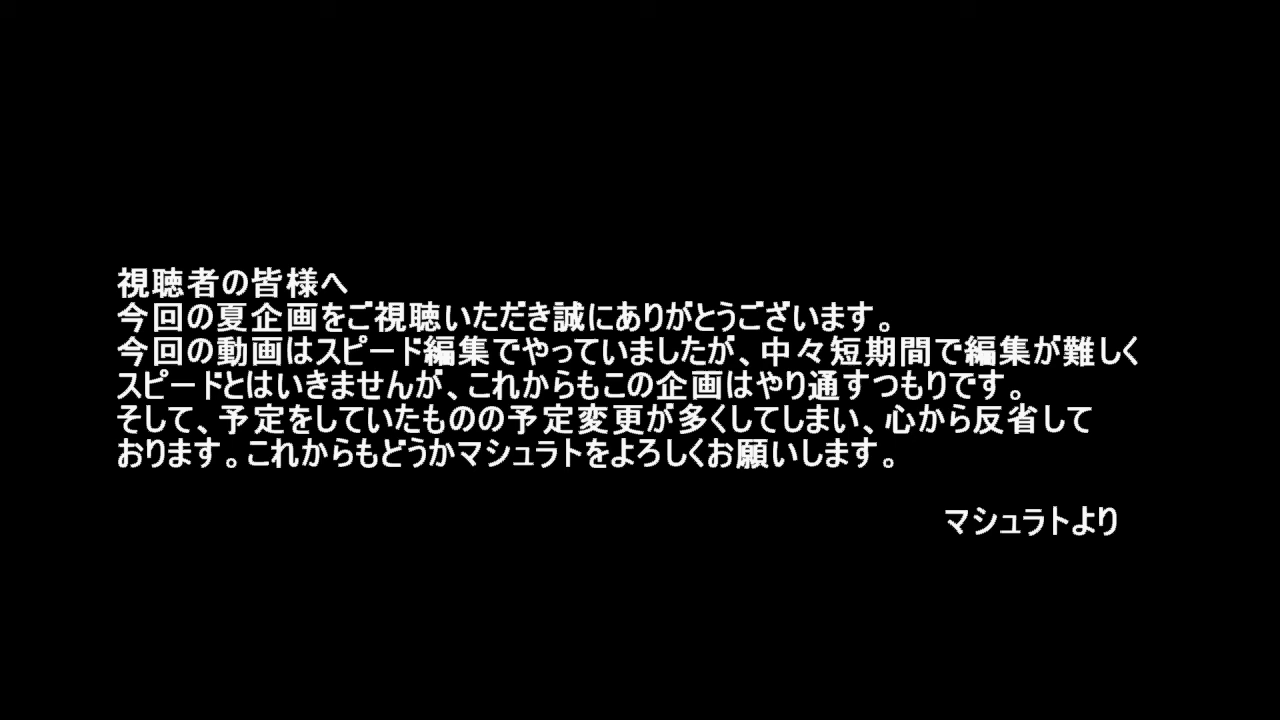 視聴者の皆様へ
今回の夏企画をご視聴いただき誠にありがとうございます。
今回の動画はスピード編集でやっていましたが、中々短期間で編集が難しく
スピードとはいきませんが、これからもこの企画はやり通すつもりです。
そして、予定をしていたものの予定変更が多くしてしまい、心から反省して
おります。これからもどうかマシュラトをよろしくお願いします。
マシュラトより